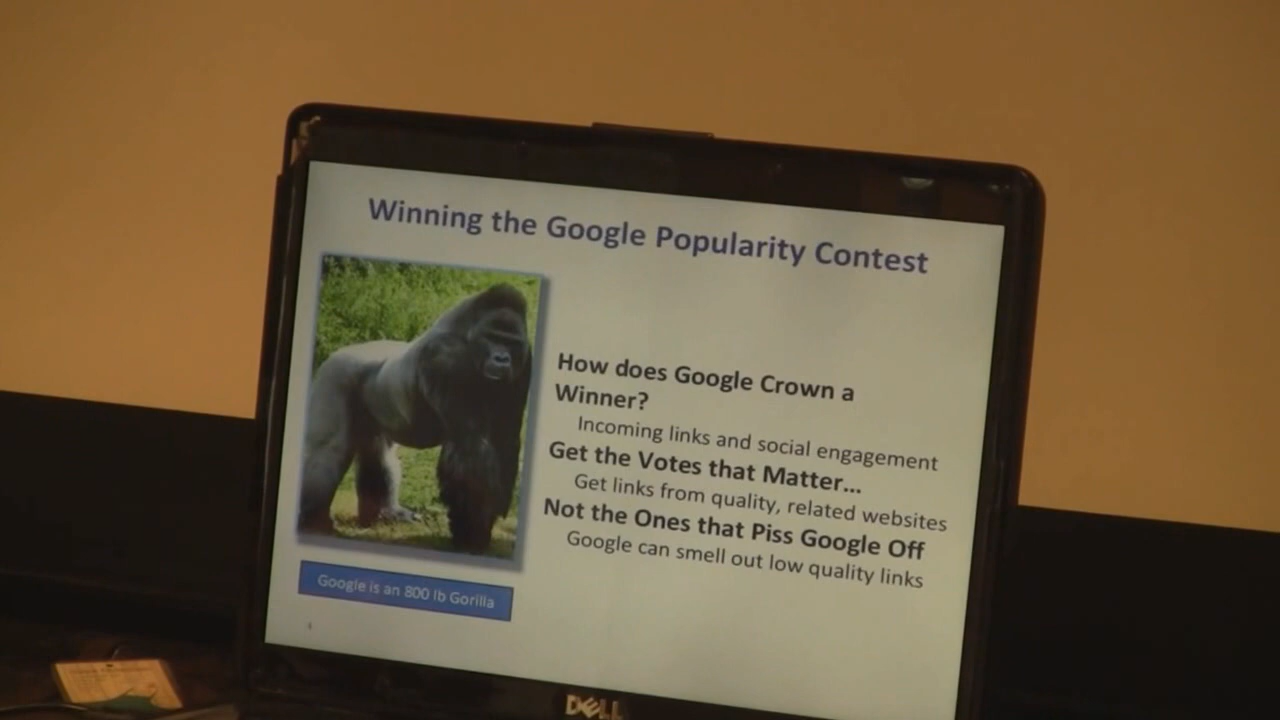 Winning the Google Popularity Contest
How does Google Crown a
Winner?
Incoming links and social engagement
Get the Votes that Matter...
Get links from quality, related websites
Not the Ones that Piss Google Off
Google can smell out low quality links
Google is an 800 lb Gorilla
4
DELL